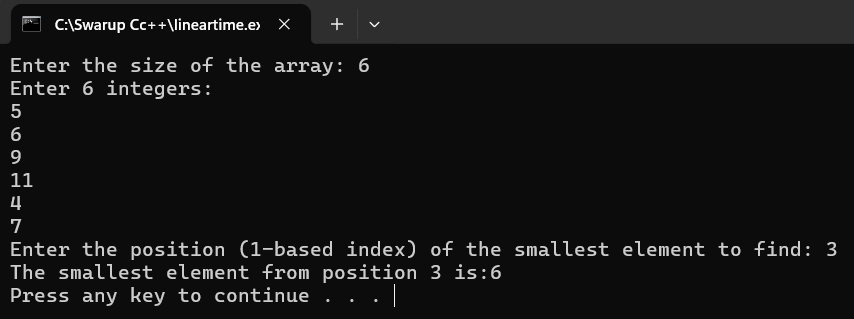 C:\Swarup Cc++\lineartime.ex
Enter the size of the array: 6
Enter 6 integers:
5
6
9
11
4
7
Enter the position (1-based index) of the smallest element to find: 3
The smallest element from position 3 is:6
Press any key to continue . . .